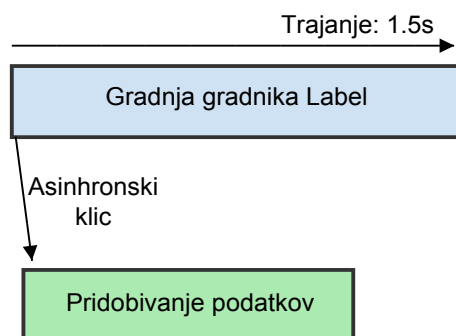 Trajanje: 1.5s
Gradnja gradnika Label
Asinhronski
klic
Pridobivanje podatkov